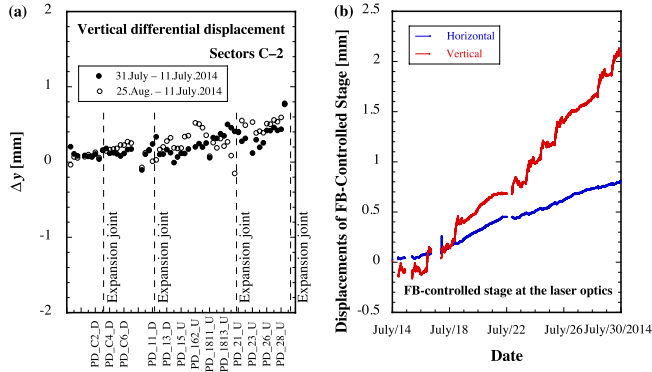 (a)
Vertical differential displacement
Sectors C–2
31.July – 11.July.2014
25.Aug. – 11.July.2014
2
1
0
-1
-2
Δy [mm]
Expansion joint
Expansion joint
Expansion joint
Expansion joint
PD_C2_D
PD_C4_D
PD_C6_D
PD_11_D
PD_13_D
PD_15_U
PD_162_U
PD_1811_U
PD_1813_U
PD_21_U
PD_23_U
PD_26_U
PD_28_U
(b)
Horizontal
Vertical
2.5
2
1.5
1
0.5
0
-0.5
Displacements of FB-Controlled Stage [mm]
FB-controlled stage at the laser optics
July/14
July/18
July/22
July/26
July/30/2014
Date